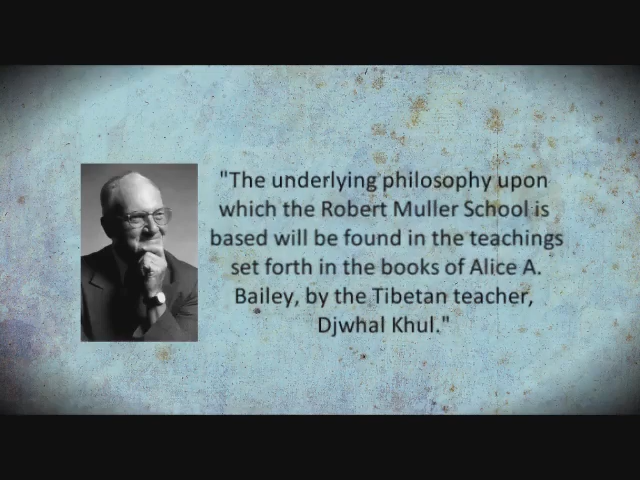 "The underlying philosophy upon
which the Robert Muller School is
based will be found in the teachings
set forth in the books of Alice A.
Bailey, by the Tibetan teacher,
Djwhal Khul."